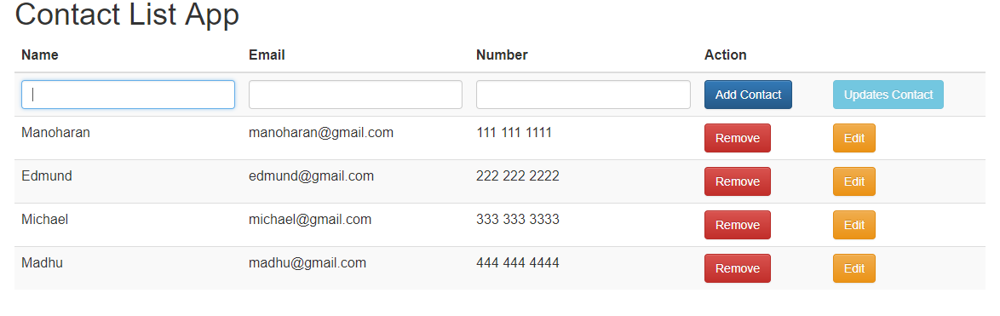 Contact List App
Name Email Number Action
Add Contact Updates Contact
Manoharan manoharan@gmail.com 111 111 1111 Remove Edit
Edmund edmund@gmail.com 222 222 2222 Remove Edit
Michael michael@gmail.com 333 333 3333 Remove Edit
Madhu madhu@gmail.com 444 444 4444 Remove Edit